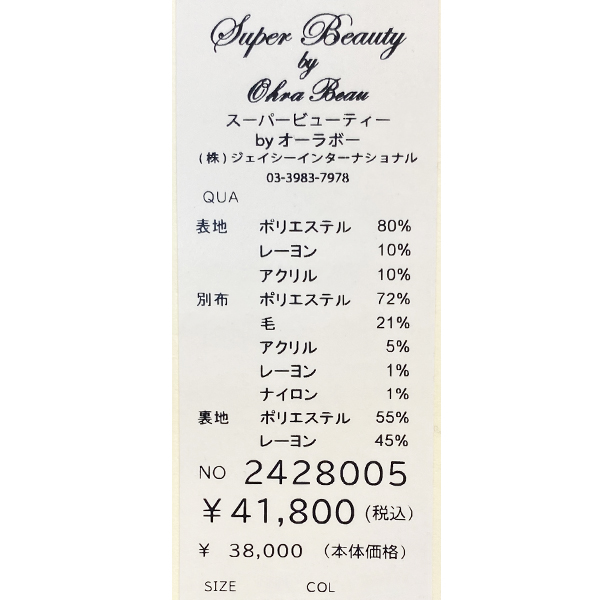 Super Beauty
by
Ohra Beau
スーパービューティー
by オーラボー
(株)ジェイシーインターナショナル
03-3983-7978
QUA
表地 ポリエステル 80%
レーヨン 10%
アクリル 10%
別布 ポリエステル 72%
毛 21%
アクリル 5%
レーヨン 1%
ナイロン 1%
裏地 ポリエステル 55%
レーヨン 45%
NO 2428005
¥41,800(税込)
¥ 38,000 (本体価格)
SIZE COL